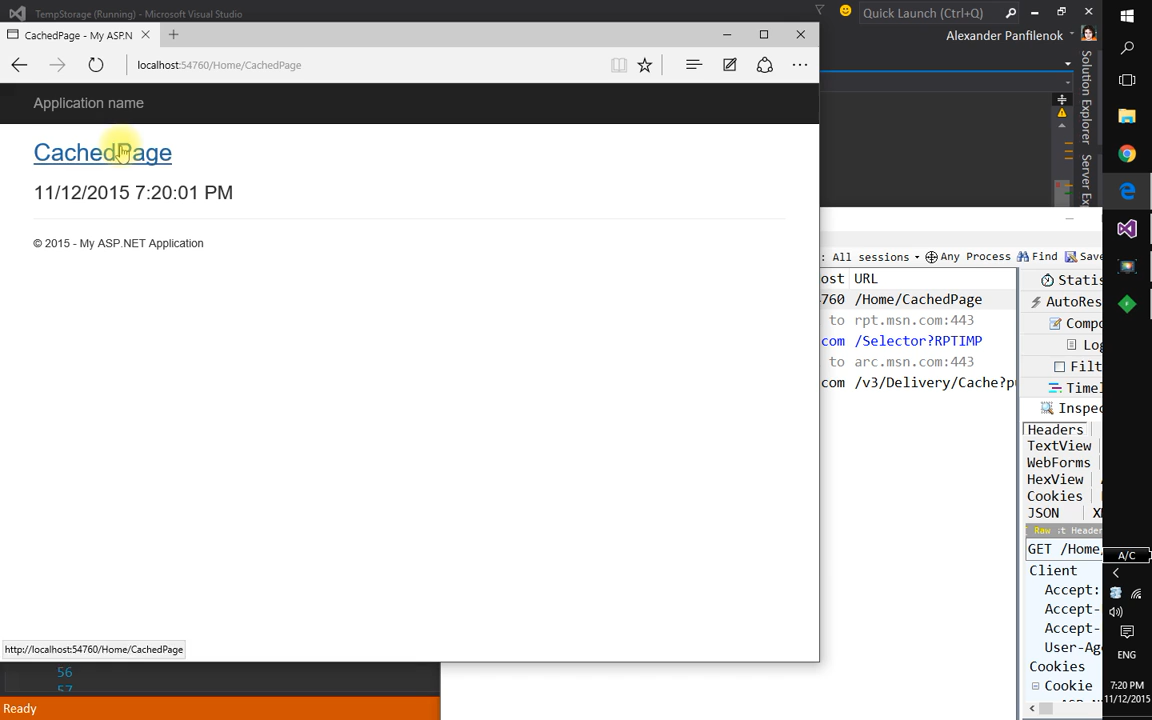 TempStorage (Running) - Microsoft Visual Studio
Quick Launch (Ctrl+Q)
Alexander Panfilenok
CachedPage - My ASP.N
localhost:54760/Home/CachedPage
Application name
CachedPage
11/12/2015 7:20:01 PM
© 2015 - My ASP.NET Application
http://localhost:54760/Home/CachedPage
56
57
Ready
Solution Explorer
Server Ex
: All sessions
Any Process
Find
Save
ost URL
760 /Home/CachedPage
to rpt.msn.com:443
com /Selector?RPTIMP
to arc.msn.com:443
com /v3/Delivery/Cache?pu
Statis
AutoRes
Compo
Log
Filt
Timel
Inspec
Headers
TextView
WebForms
HexView
Cookies
JSON
Raw
Header
GET /Home/
Client
Accept:
Accept-
Accept-
User-Ag
Cookies
Cookie
A/C
ENG
7:20 PM
11/12/2015